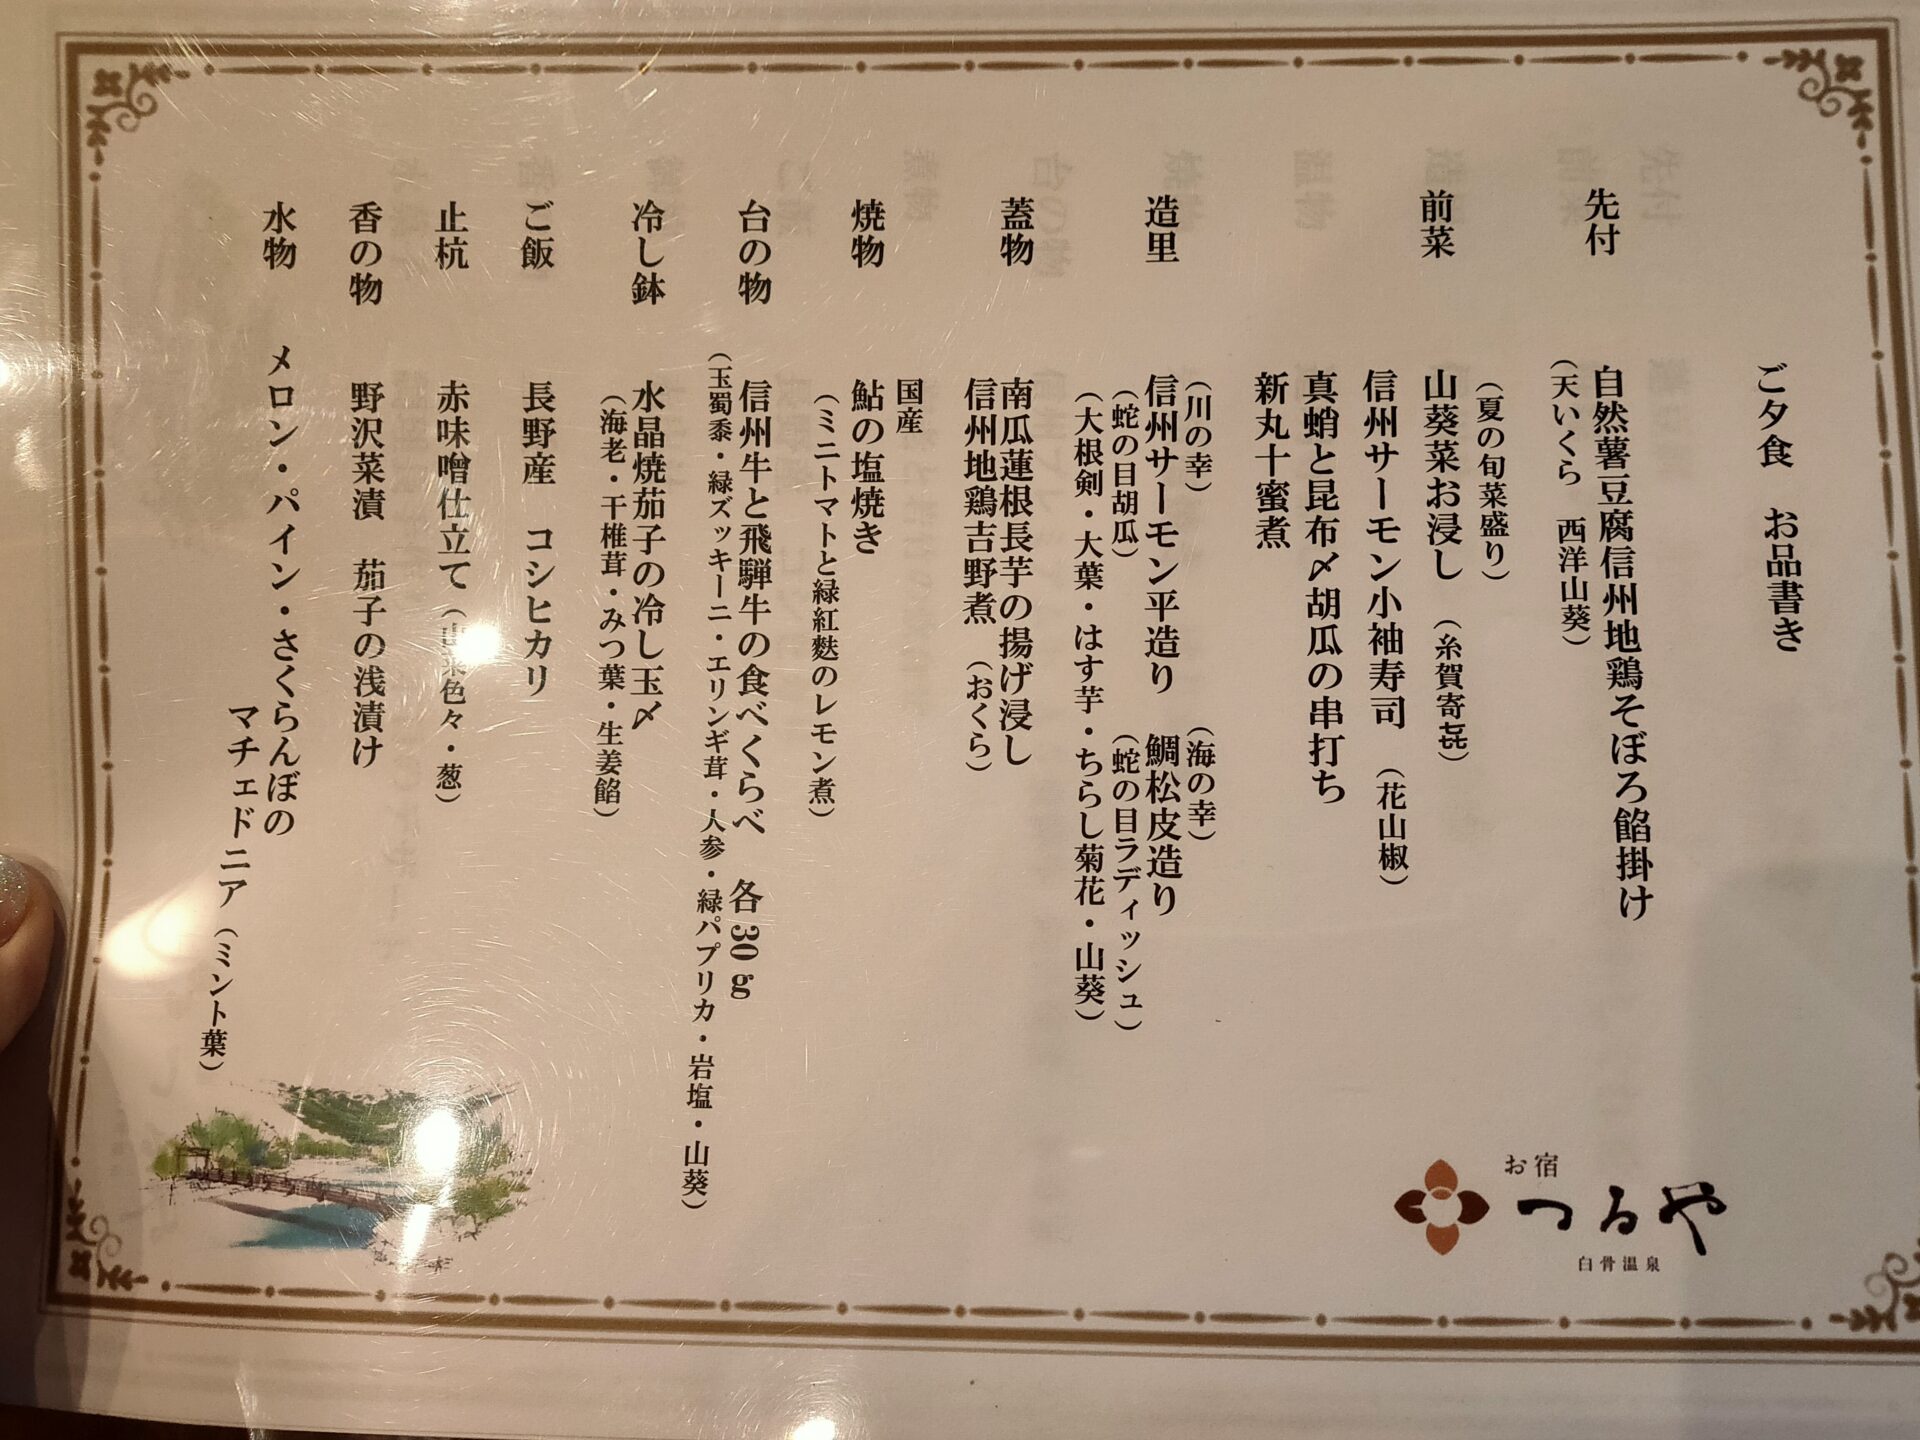 ご夕食　お品書き
先付　自然薯豆腐信州地鶏そぼろ餡掛け
（天いくら　西洋山葵）
（夏の旬菜盛り）
前菜　山葵菜お浸し　（糸賀寄㐂）
信州サーモン小袖寿司　（花山椒）
真蛸と昆布〆胡瓜の串打ち
新丸十蜜煮
（川の幸）　（海の幸）
造里　信州サーモン平造り　鯛松皮造り
（蛇の目胡瓜）　（蛇の目ラディッシュ）
（大根剣・大葉・はす芋・ちらし菊花・山葵）
蓋物　南瓜蓮根長芋の揚げ浸し
信州地鶏吉野煮　（おくら）
国産
焼物　鮎の塩焼き
（ミニトマトと緑紅麩のレモン煮）
台の物　信州牛と飛騨牛の食べくらべ　各30g
（玉蜀黍・緑ズッキーニ・エリンギ茸・人参・緑パプリカ・岩塩・山葵）
冷し鉢　水晶焼茄子の冷し玉〆
（海老・干椎茸・みつ葉・生姜餡）
ご飯　長野産　コシヒカリ
止杭　赤味噌仕立て（色々・葱）
香の物　野沢菜漬　茄子の浅漬け
水物　メロン・パイン・さくらんぼの
マチェドニア（ミント葉）
お宿
つるや
白骨温泉